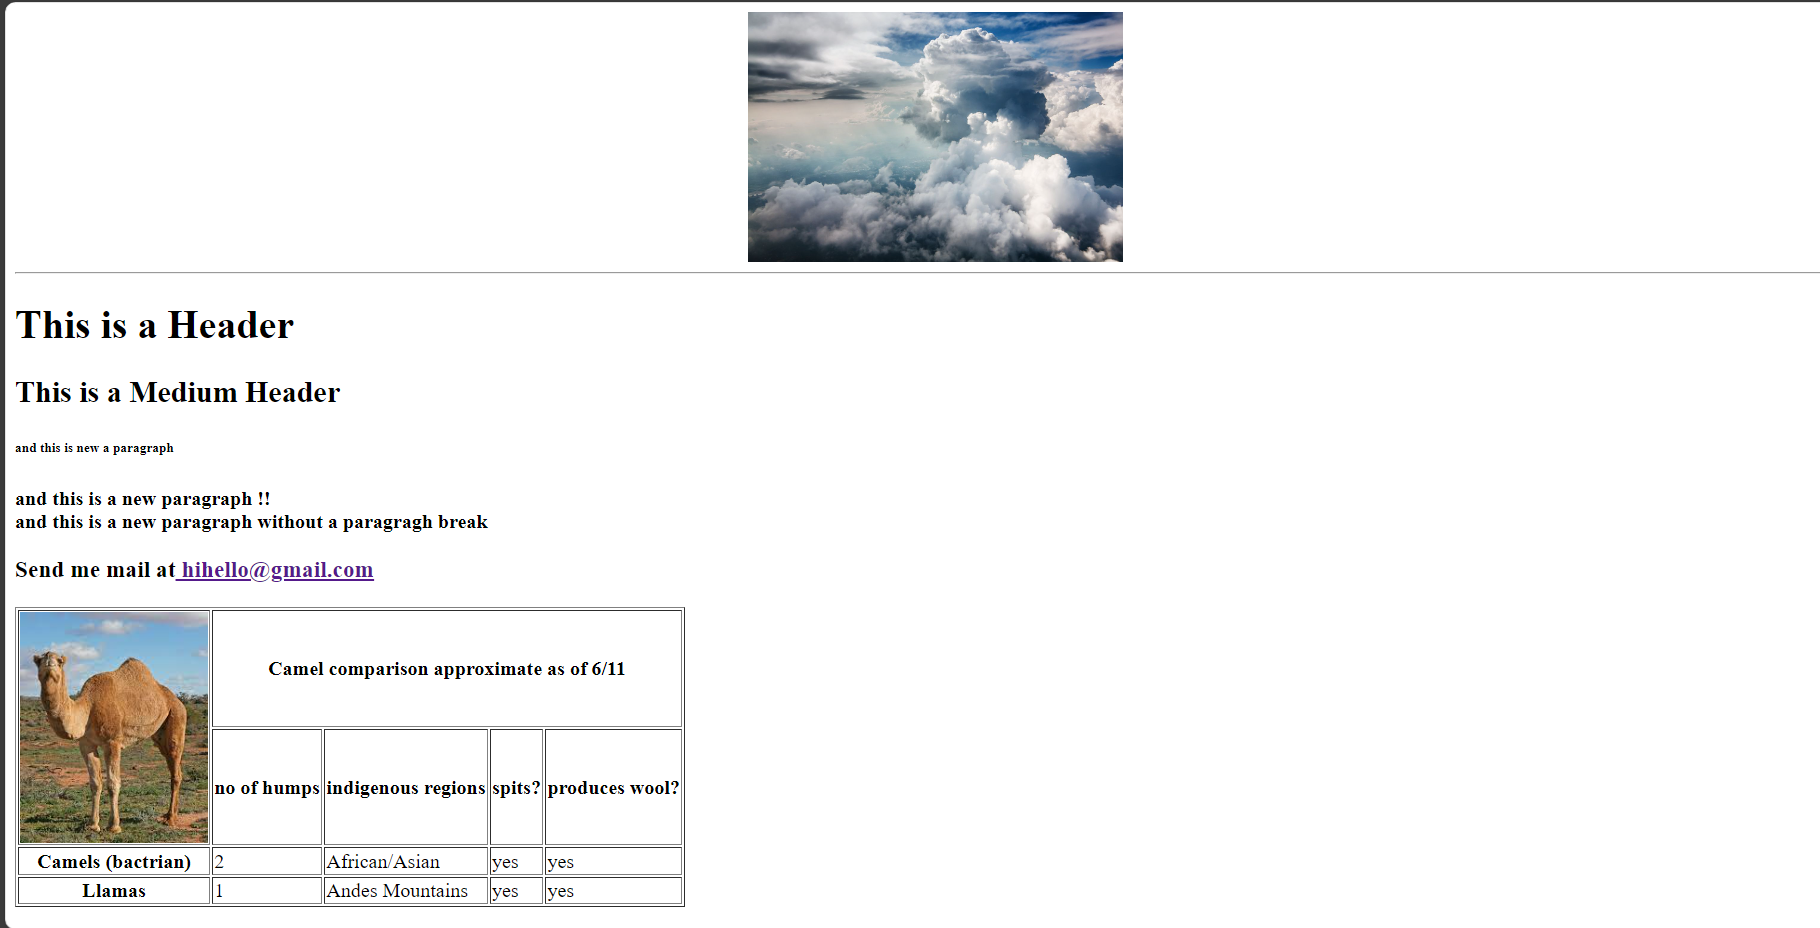 This is a Header
This is a Medium Header
and this is new a paragraph
and this is a new paragraph !!
and this is a new paragraph without a paragragh break
Send me mail at hihello@gmail.com
Camel comparison approximate as of 6/11
no of humps indigenous regions spits? produces wool?
Camels (bactrian) 2 African/Asian yes yes
Llamas 1 Andes Mountains yes yes